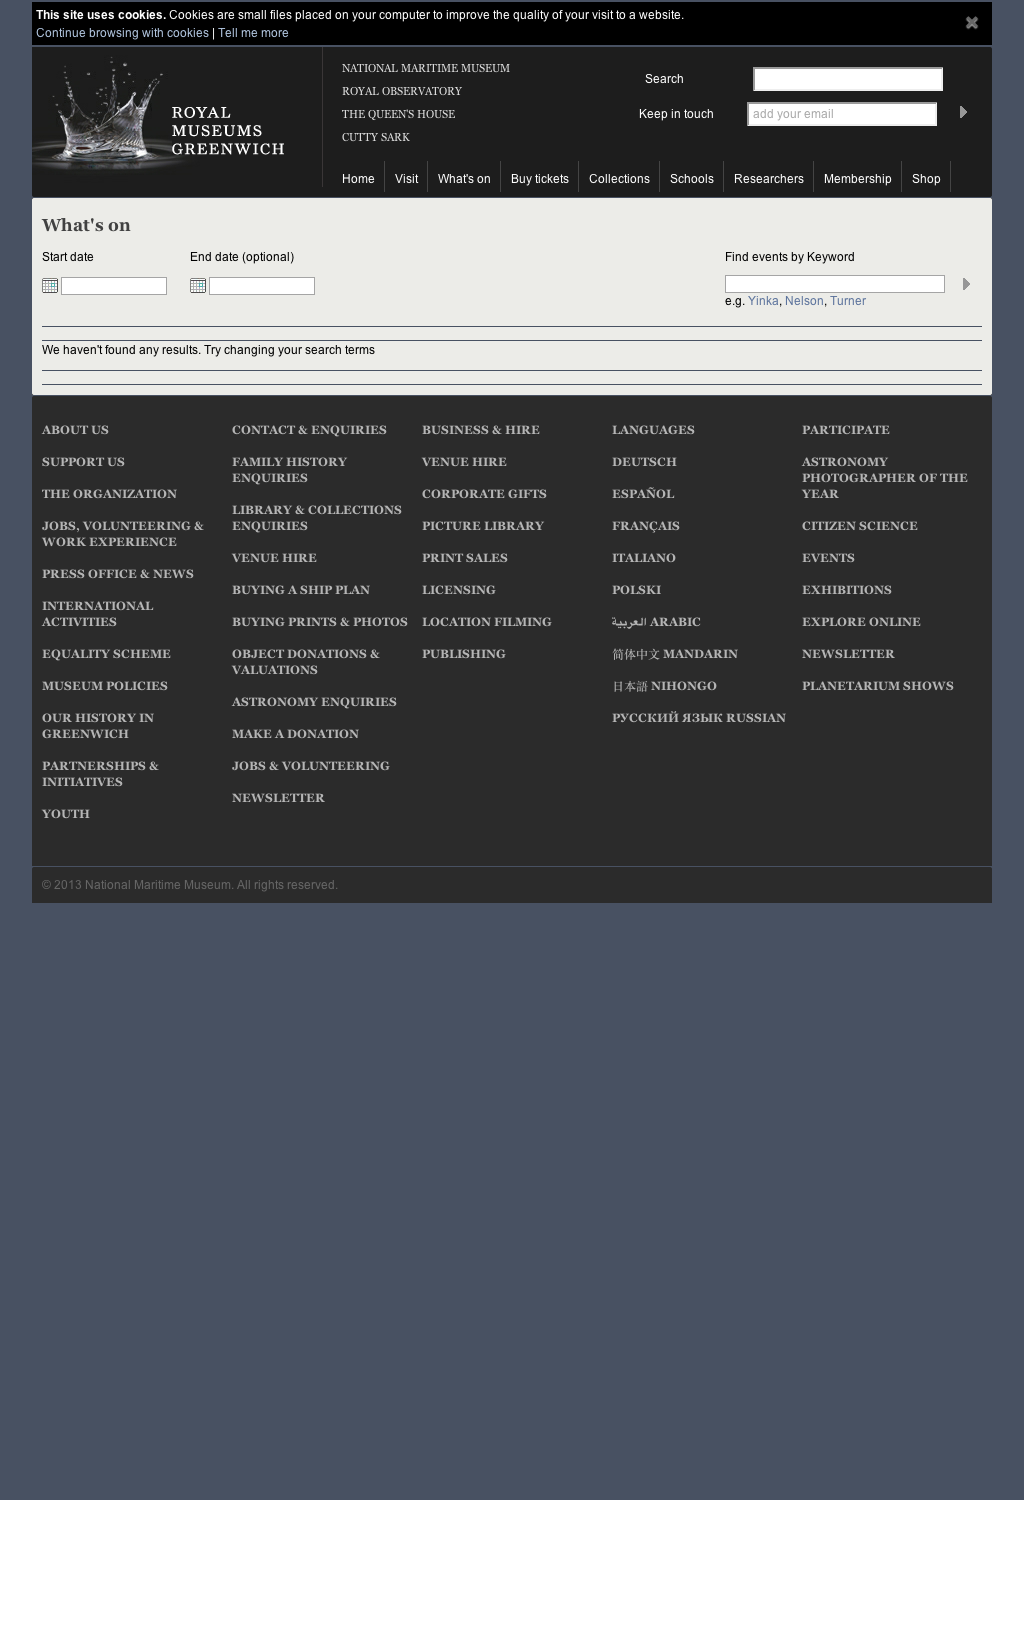 This site uses cookies. Cookies are small files placed on your computer to improve the quality of your visit to a website.
Continue browsing with cookies | Tell me more
ROYAL
MUSEUMS
GREENWICH
NATIONAL MARITIME MUSEUM
ROYAL OBSERVATORY
THE QUEEN'S HOUSE
CUTTY SARK
Search
Keep in touch
add your email
Home
Visit
What's on
Buy tickets
Collections
Schools
Researchers
Membership
Shop
What's on
Start date
End date (optional)
Find events by Keyword
e.g. Yinka, Nelson, Turner
We haven't found any results. Try changing your search terms
ABOUT US
SUPPORT US
THE ORGANIZATION
JOBS, VOLUNTEERING &
WORK EXPERIENCE
PRESS OFFICE & NEWS
INTERNATIONAL
ACTIVITIES
EQUALITY SCHEME
MUSEUM POLICIES
OUR HISTORY IN
GREENWICH
PARTNERSHIPS &
INITIATIVES
YOUTH
CONTACT & ENQUIRIES
FAMILY HISTORY
ENQUIRIES
LIBRARY & COLLECTIONS
ENQUIRIES
VENUE HIRE
BUYING A SHIP PLAN
BUYING PRINTS & PHOTOS
OBJECT DONATIONS &
VALUATIONS
ASTRONOMY ENQUIRIES
MAKE A DONATION
JOBS & VOLUNTEERING
NEWSLETTER
BUSINESS & HIRE
VENUE HIRE
CORPORATE GIFTS
PICTURE LIBRARY
PRINT SALES
LICENSING
LOCATION FILMING
PUBLISHING
LANGUAGES
DEUTSCH
ESPAÑOL
FRANÇAIS
ITALIANO
POLSKI
العربية ARABIC
简体中文 MANDARIN
日本語 NIHONGO
РУССКИЙ ЯЗЫК RUSSIAN
PARTICIPATE
ASTRONOMY
PHOTOGRAPHER OF THE
YEAR
CITIZEN SCIENCE
EVENTS
EXHIBITIONS
EXPLORE ONLINE
NEWSLETTER
PLANETARIUM SHOWS
© 2013 National Maritime Museum. All rights reserved.